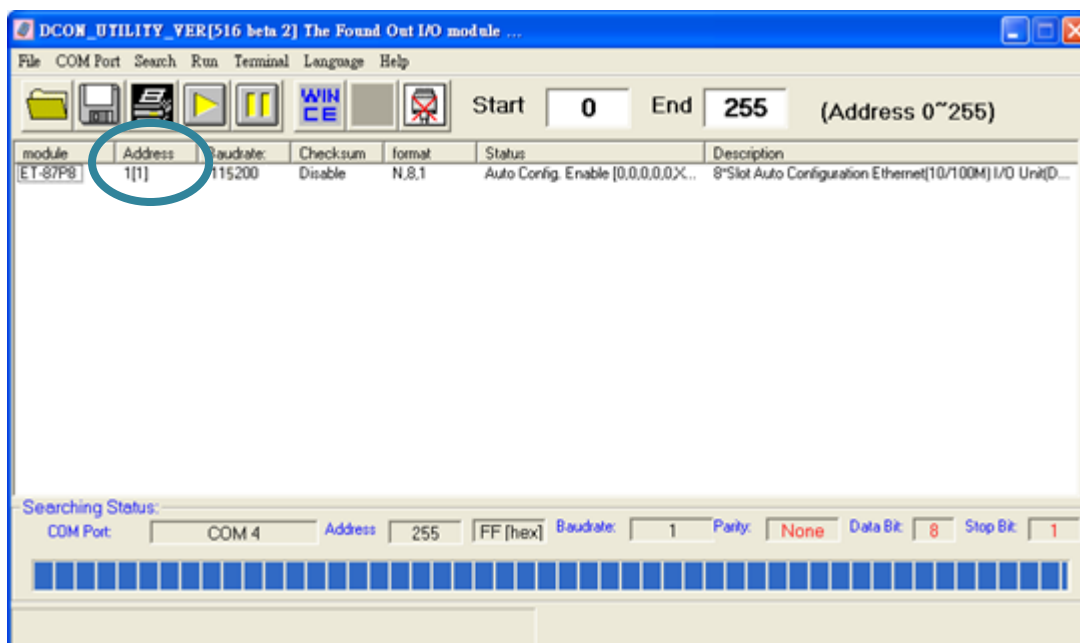 DCON_UTILITY_VER[516 beta 2] The Found Out I/O module ...
File COM Port Search Run Terminal Language Help
WIN CE Start 0 End 255 (Address 0~255)
module Address Baudrate: Checksum format Status Description
ET-87P8 1[1] 115200 Disable N,8,1 Auto Config. Enable [0,0,0,0,0,X... 8*Slot Auto Configuration Ethernet(10/100M) I/O Unit(D...
Searching Status:
COM Port: COM 4 Address 255 FF [hex] Baudrate: 1 Parity: None Data Bit: 8 Stop Bit: 1